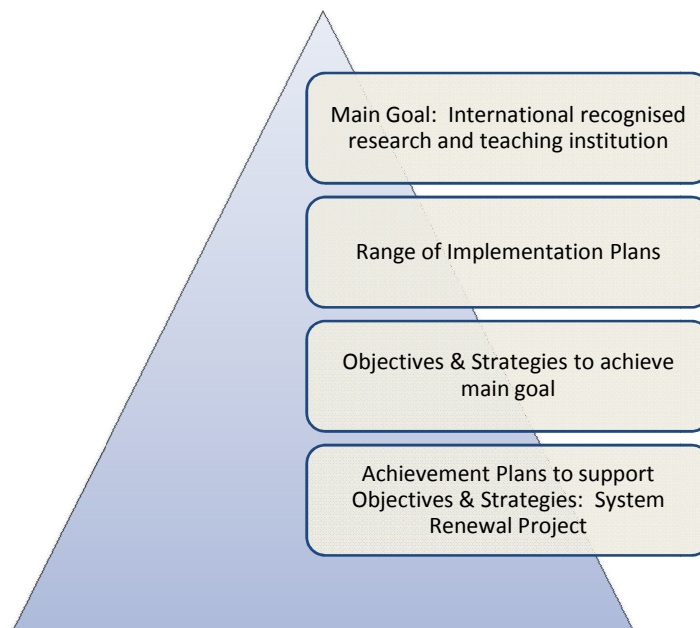 Main Goal: International recognised
research and teaching institution
Range of Implementation Plans
Objectives & Strategies to achieve
main goal
Achievement Plans to support
Objectives & Strategies: System
Renewal Project